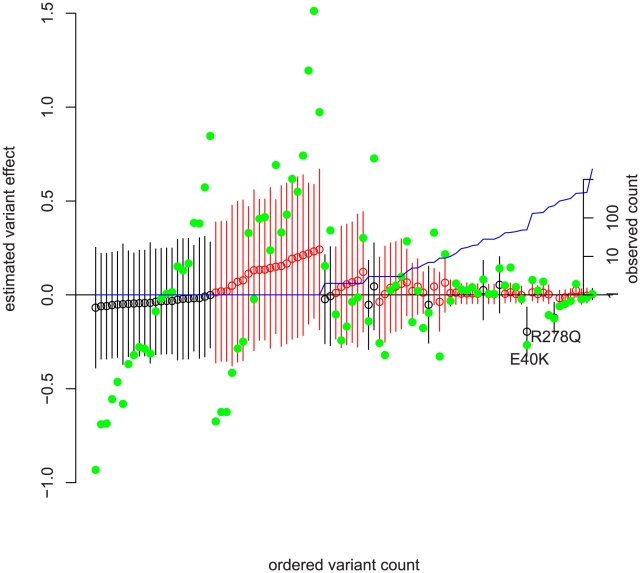 1.5
1.0
0.5
0.0
−0.5
−1.0
estimated variant effect
100
10
1
observed count
R278Q
E40K
ordered variant count